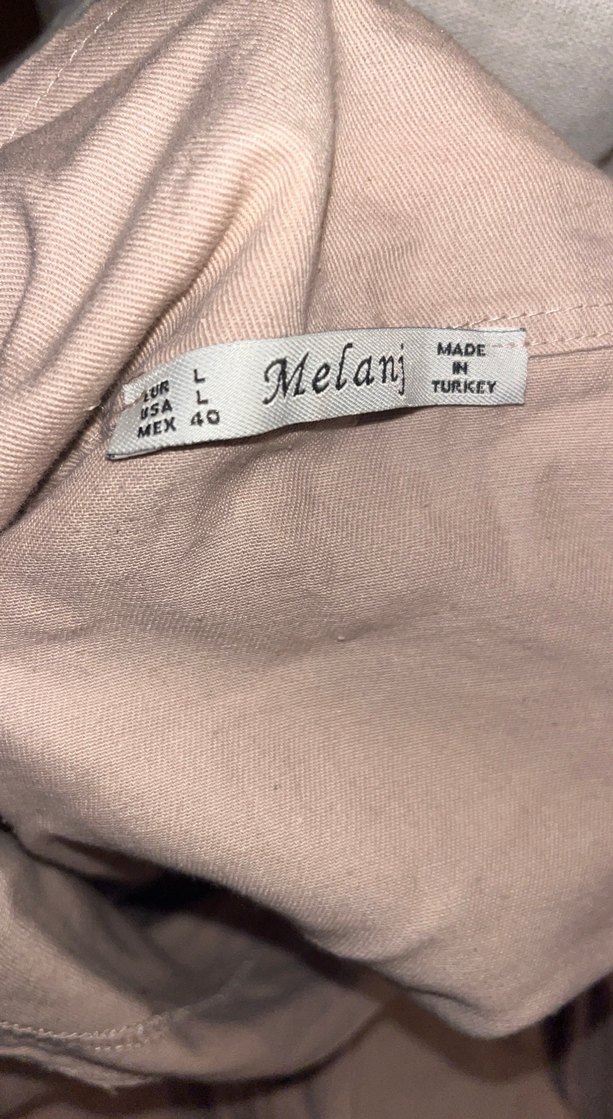 EUR L
USA L
MEX 40
Melanj
MADE
IN
TURKEY